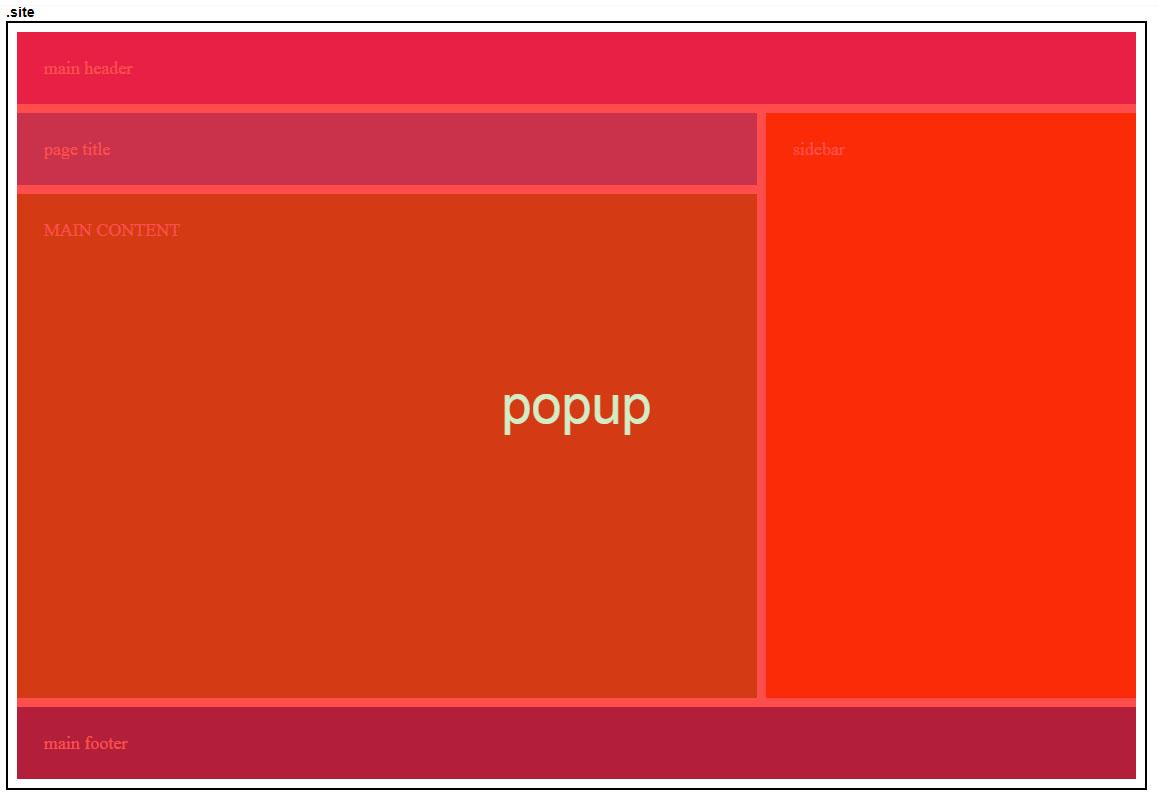 .site
main header
page title
sidebar
MAIN CONTENT
popup
main footer